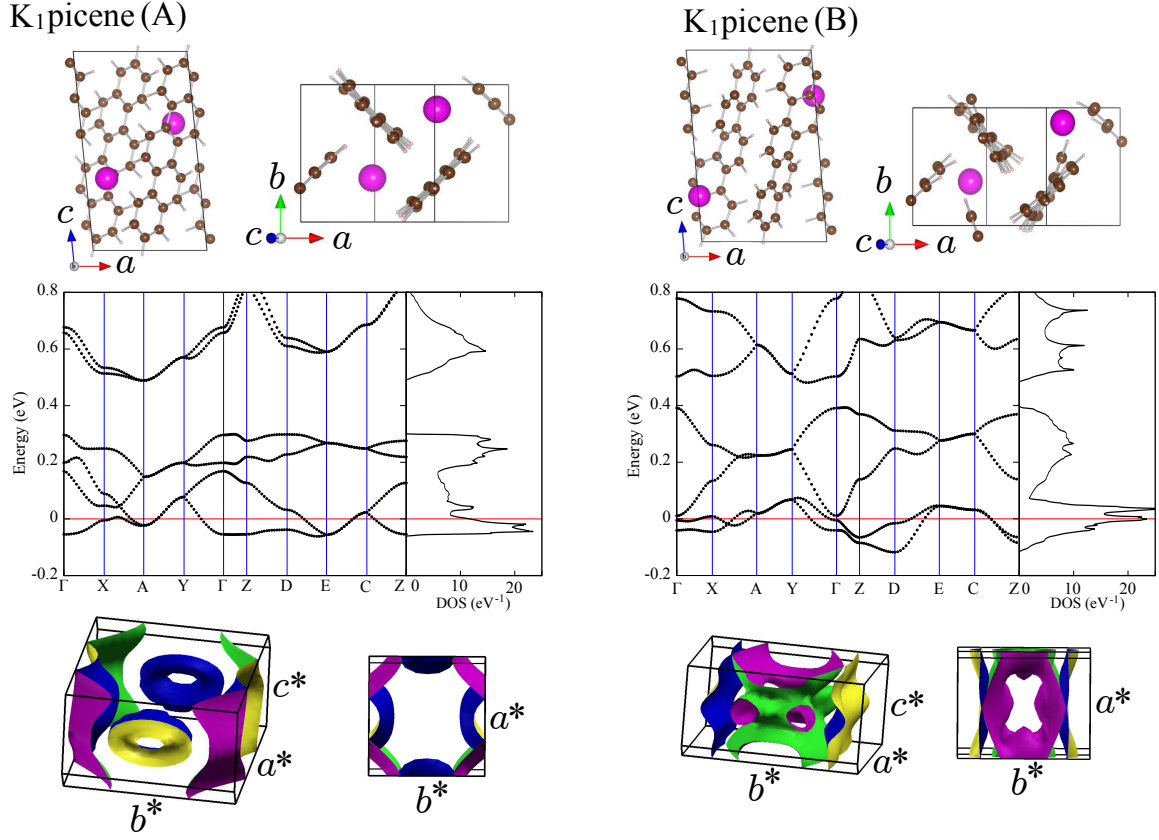 K₁picene (A)
K₁picene (B)
c
a
b
b
c
a
c
a
b
b
c
a
Energy (eV)
0.8
0.6
0.4
0.2
0
-0.2
Γ X A Y Γ Z D E C Z
0 10 20
DOS (eV⁻¹)
Energy (eV)
0.8
0.6
0.4
0.2
0
-0.2
Γ X A Y Γ Z D E C Z
0 10 20
DOS (eV⁻¹)
c*
a*
b*
a*
b*
c*
a*
b*
a*
b*